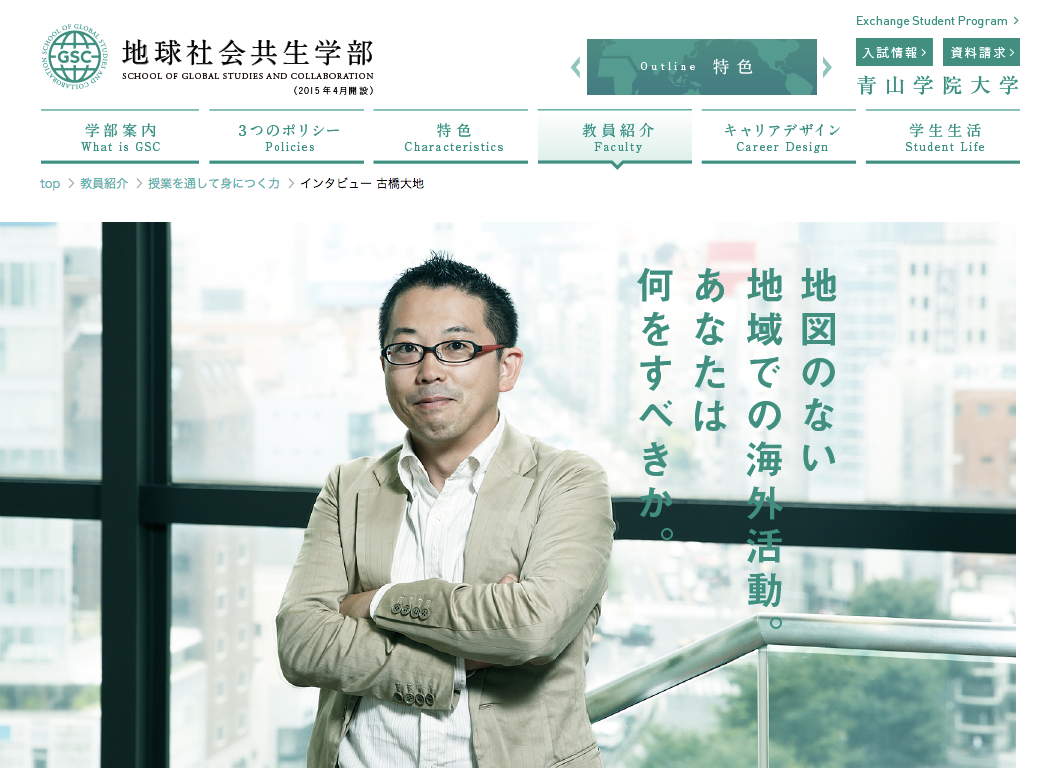 Exchange Student Program
SCHOOL OF GLOBAL STUDIES AND COLLABORATION
GSC
地球社会共生学部
SCHOOL OF GLOBAL STUDIES AND COLLABORATION
(2015年4月開設)
Outline 特色
入試情報
資料請求
青山学院大学
学部案内
What is GSC
3つのポリシー
Policies
特色
Characteristics
教員紹介
Faculty
キャリアデザイン
Career Design
学生生活
Student Life
top > 教員紹介 > 授業を通して身につく力 > インタビュー 古橋大地
地図のない
地域での海外活動。
あなたは
何をすべきか。